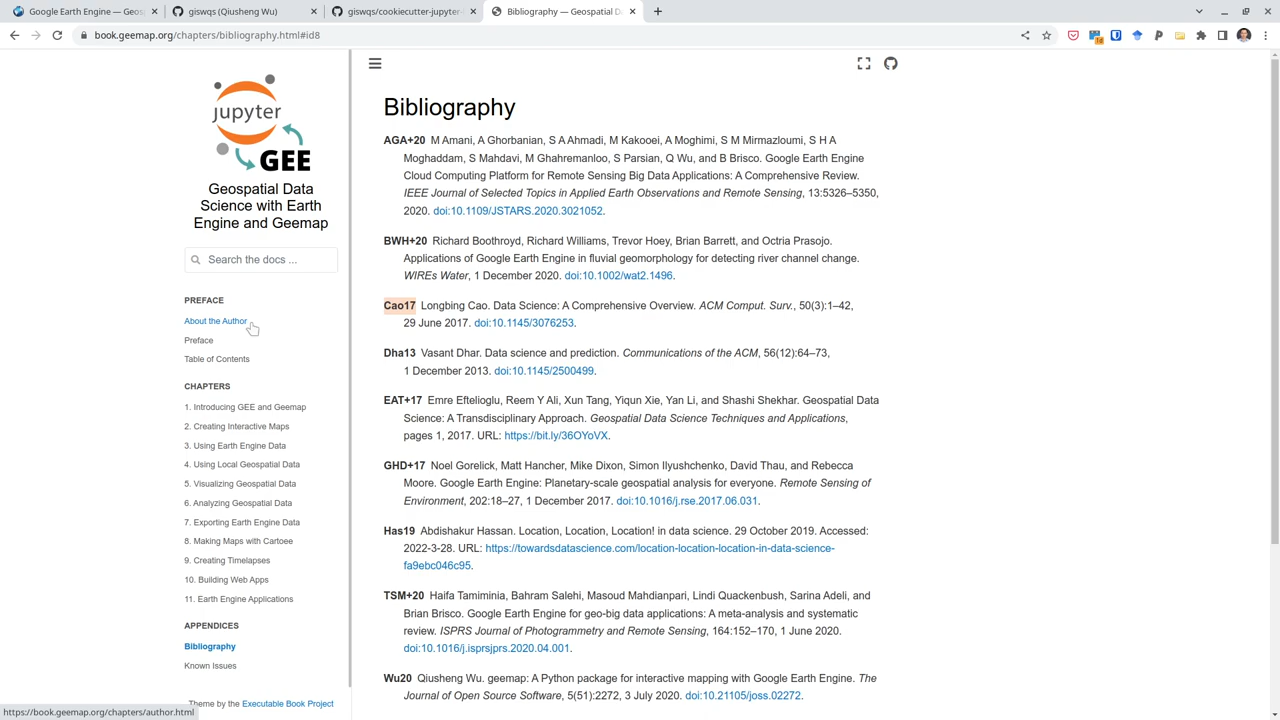 Google Earth Engine — Geosp
giswqs (Qiusheng Wu)
giswqs/cookiecutter-jupyter-
Bibliography — Geospatial D
book.geemap.org/chapters/bibliography.html#id8
jupyter
GEE
Geospatial Data
Science with Earth
Engine and Geemap
Search the docs ...
PREFACE
About the Author
Preface
Table of Contents
CHAPTERS
1. Introducing GEE and Geemap
2. Creating Interactive Maps
3. Using Earth Engine Data
4. Using Local Geospatial Data
5. Visualizing Geospatial Data
6. Analyzing Geospatial Data
7. Exporting Earth Engine Data
8. Making Maps with Cartoee
9. Creating Timelapses
10. Building Web Apps
11. Earth Engine Applications
APPENDICES
Bibliography
Known Issues
Theme by the Executable Book Project
https://book.geemap.org/chapters/author.html
Bibliography
AGA+20 M Amani, A Ghorbanian, S A Ahmadi, M Kakooei, A Moghimi, S M Mirmazloumi, S H A
Moghaddam, S Mahdavi, M Ghahremanloo, S Parsian, Q Wu, and B Brisco. Google Earth Engine
Cloud Computing Platform for Remote Sensing Big Data Applications: A Comprehensive Review.
IEEE Journal of Selected Topics in Applied Earth Observations and Remote Sensing, 13:5326–5350,
2020. doi:10.1109/JSTARS.2020.3021052.
BWH+20 Richard Boothroyd, Richard Williams, Trevor Hoey, Brian Barrett, and Octria Prasojo.
Applications of Google Earth Engine in fluvial geomorphology for detecting river channel change.
WIREs Water, 1 December 2020. doi:10.1002/wat2.1496.
Cao17 Longbing Cao. Data Science: A Comprehensive Overview. ACM Comput. Surv., 50(3):1–42,
29 June 2017. doi:10.1145/3076253.
Dha13 Vasant Dhar. Data science and prediction. Communications of the ACM, 56(12):64–73,
1 December 2013. doi:10.1145/2500499.
EAT+17 Emre Eftelioglu, Reem Y Ali, Xun Tang, Yiqun Xie, Yan Li, and Shashi Shekhar. Geospatial Data
Science: A Transdisciplinary Approach. Geospatial Data Science Techniques and Applications,
pages 1, 2017. URL: https://bit.ly/36OYoVX.
GHD+17 Noel Gorelick, Matt Hancher, Mike Dixon, Simon Ilyushchenko, David Thau, and Rebecca
Moore. Google Earth Engine: Planetary-scale geospatial analysis for everyone. Remote Sensing of
Environment, 202:18–27, 1 December 2017. doi:10.1016/j.rse.2017.06.031.
Has19 Abdishakur Hassan. Location, Location, Location! in data science. 29 October 2019. Accessed:
2022-3-28. URL: https://towardsdatascience.com/location-location-location-in-data-science-
fa9ebc046c95.
TSM+20 Haifa Tamiminia, Bahram Salehi, Masoud Mahdianpari, Lindi Quackenbush, Sarina Adeli, and
Brian Brisco. Google Earth Engine for geo-big data applications: A meta-analysis and systematic
review. ISPRS Journal of Photogrammetry and Remote Sensing, 164:152–170, 1 June 2020.
doi:10.1016/j.isprsjprs.2020.04.001.
Wu20 Qiusheng Wu. geemap: A Python package for interactive mapping with Google Earth Engine. The
Journal of Open Source Software, 5(51):2272, 3 July 2020. doi:10.21105/joss.02272.